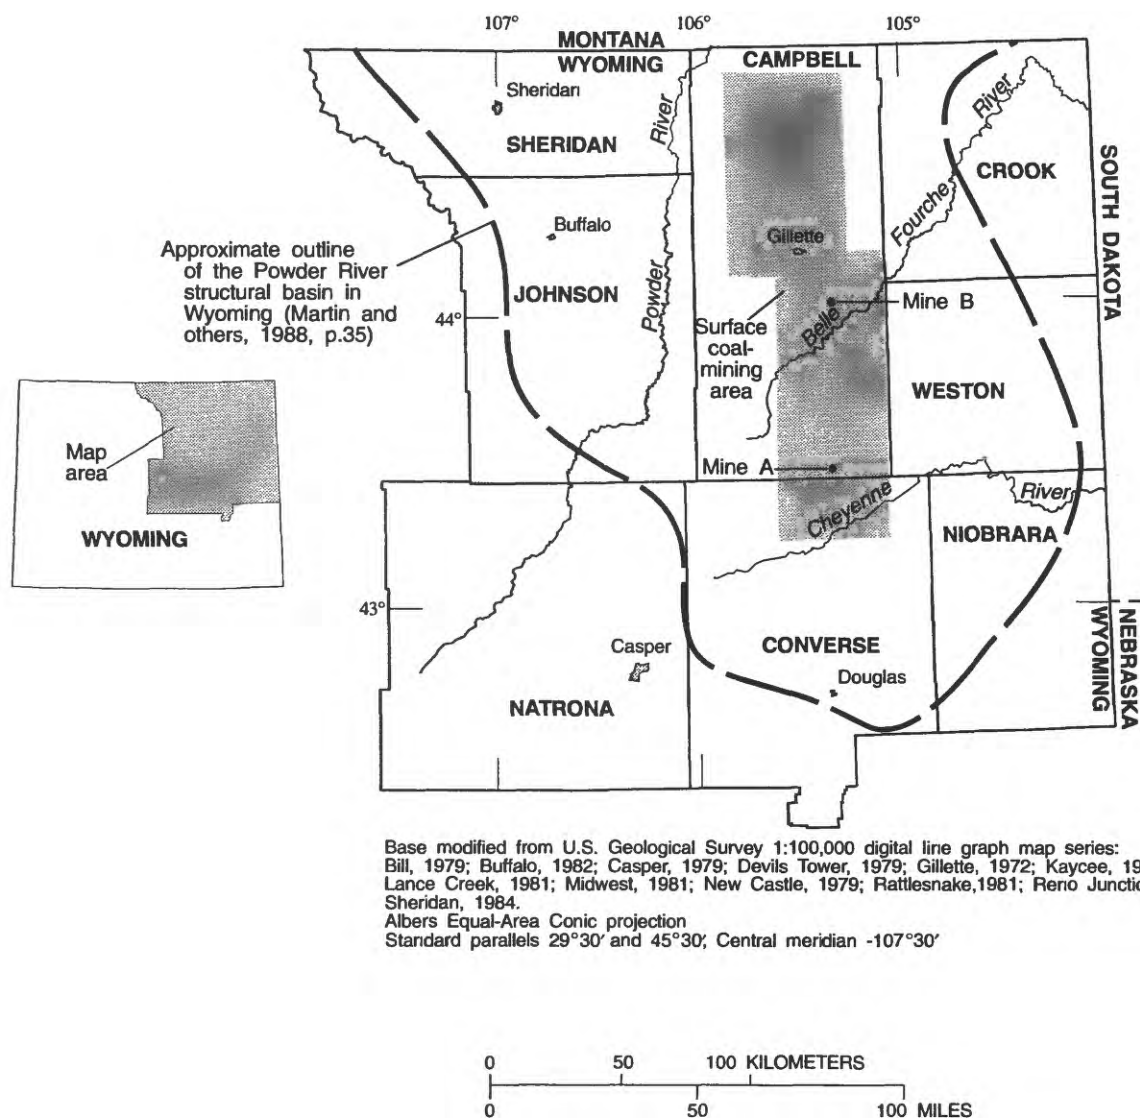 107°
106°
105°
MONTANA
WYOMING
CAMPBELL
Sheridan
River
River
SHERIDAN
CROOK
SOUTH DAKOTA
Buffalo
Gillette
Fourche
Approximate outline
of the Powder River
structural basin in
Wyoming (Martin and
others, 1988, p.35)
JOHNSON
Powder
Mine B
44°
Surface
coal-
mining
area
Belle
WESTON
Map
area
Mine A
Cheyenne
River
WYOMING
NIOBRARA
43°
Casper
CONVERSE
WYOMING
NEBRASKA
Douglas
NATRONA
Base modified from U.S. Geological Survey 1:100,000 digital line graph map series:
Bill, 1979; Buffalo, 1982; Casper, 1979; Devils Tower, 1979; Gillette, 1972; Kaycee,
Lance Creek, 1981; Midwest, 1981; New Castle, 1979; Rattlesnake,1981; Reno
Sheridan, 1984.
Albers Equal-Area Conic projection
Standard parallels 29°30′ and 45°30′, Central meridian -107°30′
0 50 100 KILOMETERS
0 50 100 MILES